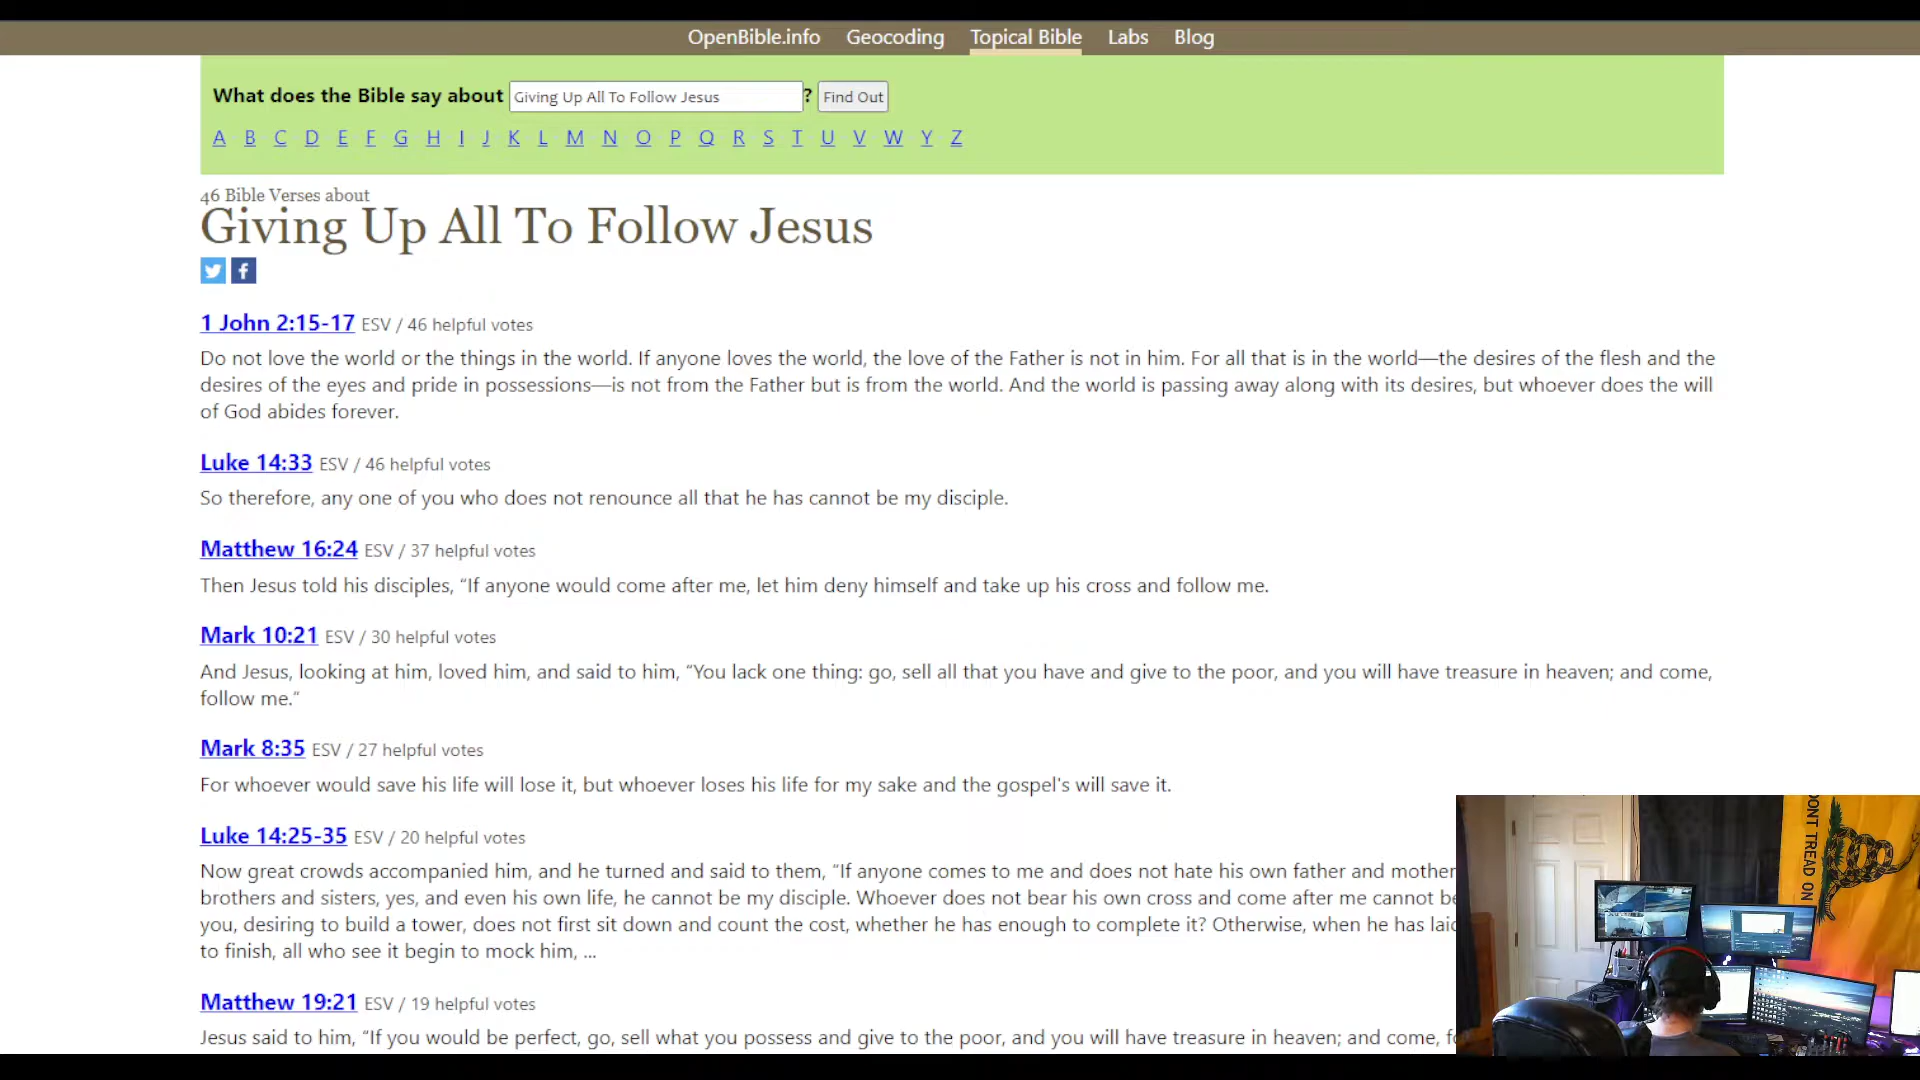 OpenBible.info Geocoding Topical Bible Labs Blog
What does the Bible say about Giving Up All To Follow Jesus ? Find Out
A B C D E F G H I J K L M N O P Q R S T U V W Y Z
46 Bible Verses about
Giving Up All To Follow Jesus
1 John 2:15-17 ESV / 46 helpful votes
Do not love the world or the things in the world. If anyone loves the world, the love of the Father is not in him. For all that is in the world—the desires of the flesh and the
desires of the eyes and pride in possessions—is not from the Father but is from the world. And the world is passing away along with its desires, but whoever does the will
of God abides forever.
Luke 14:33 ESV / 46 helpful votes
So therefore, any one of you who does not renounce all that he has cannot be my disciple.
Matthew 16:24 ESV / 37 helpful votes
Then Jesus told his disciples, “If anyone would come after me, let him deny himself and take up his cross and follow me.
Mark 10:21 ESV / 30 helpful votes
And Jesus, looking at him, loved him, and said to him, “You lack one thing: go, sell all that you have and give to the poor, and you will have treasure in heaven; and come,
follow me.”
Mark 8:35 ESV / 27 helpful votes
For whoever would save his life will lose it, but whoever loses his life for my sake and the gospel's will save it.
Luke 14:25-35 ESV / 20 helpful votes
Now great crowds accompanied him, and he turned and said to them, “If anyone comes to me and does not hate his own father and mother
brothers and sisters, yes, and even his own life, he cannot be my disciple. Whoever does not bear his own cross and come after me cannot
you, desiring to build a tower, does not first sit down and count the cost, whether he has enough to complete it? Otherwise, when he has
to finish, all who see it begin to mock him, ...
Matthew 19:21 ESV / 19 helpful votes
Jesus said to him, “If you would be perfect, go, sell what you possess and give to the poor, and you will have treasure in heaven; and come,
DONT TREAD ON